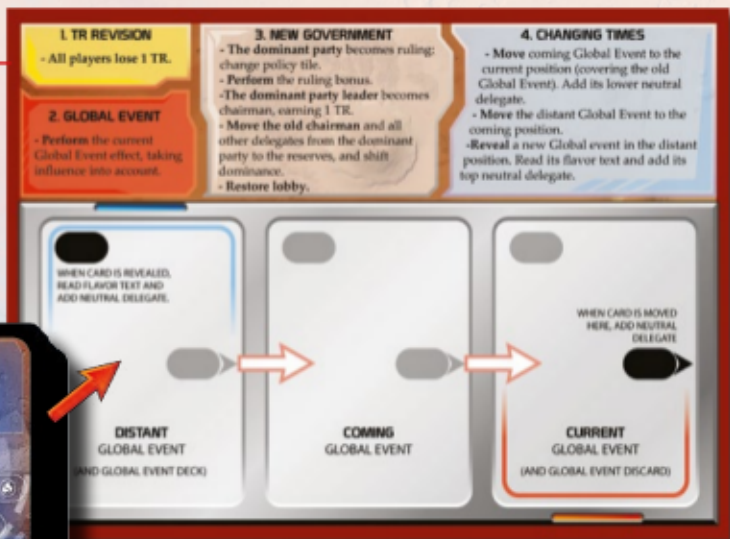 1. TR REVISION
- All players lose 1 TR.
2. GLOBAL EVENT
- Perform the current
Global Event effect, taking
influence into account.
3. NEW GOVERNMENT
- The dominant party becomes ruling:
change policy tile.
- Perform the ruling bonus.
-The dominant party leader becomes
chairman, earning 1 TR.
- Move the old chairman and all
other delegates from the dominant
party to the reserves, and shift
dominance.
- Restore lobby.
4. CHANGING TIMES
- Move coming Global Event to the
current position (covering the old
Global Event). Add its lower neutral
delegate.
- Move the distant Global Event to the
coming position.
-Reveal a new Global event in the distant
position. Read its flavor text and add its
top neutral delegate.
WHEN CARD IS REVEALED,
READ FLAVOR TEXT AND
ADD NEUTRAL DELEGATE.
DISTANT
GLOBAL EVENT
(AND GLOBAL EVENT DECK)
COMING
GLOBAL EVENT
WHEN CARD IS MOVED
HERE, ADD NEUTRAL
DELEGATE
CURRENT
GLOBAL EVENT
(AND GLOBAL EVENT DISCARD)